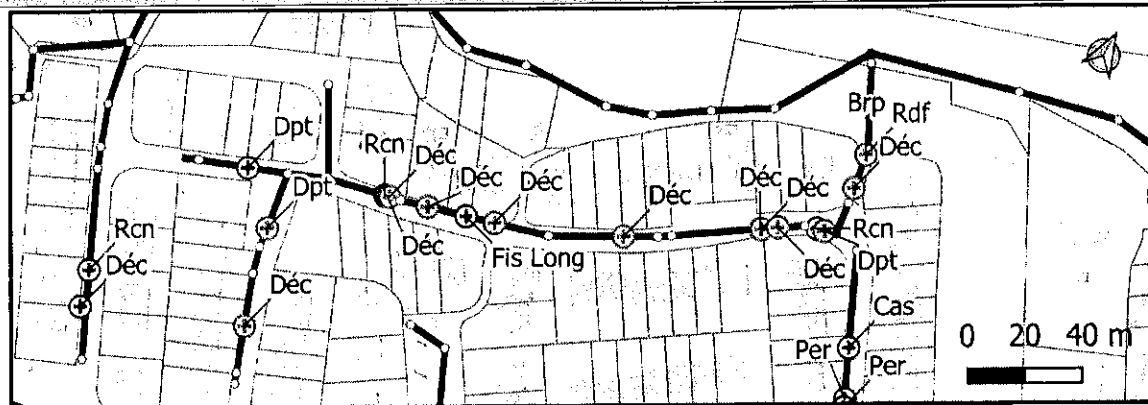 Brp
Rdf
Dpt
Rcn
Déc
Déc
Déc
Déc
Déc
Déc
Déc
Dpt
Déc
Fis Long
Déc
Rcn
Dpt
Rcn
Déc
Déc
Cas
0 20 40 m
Per
Per